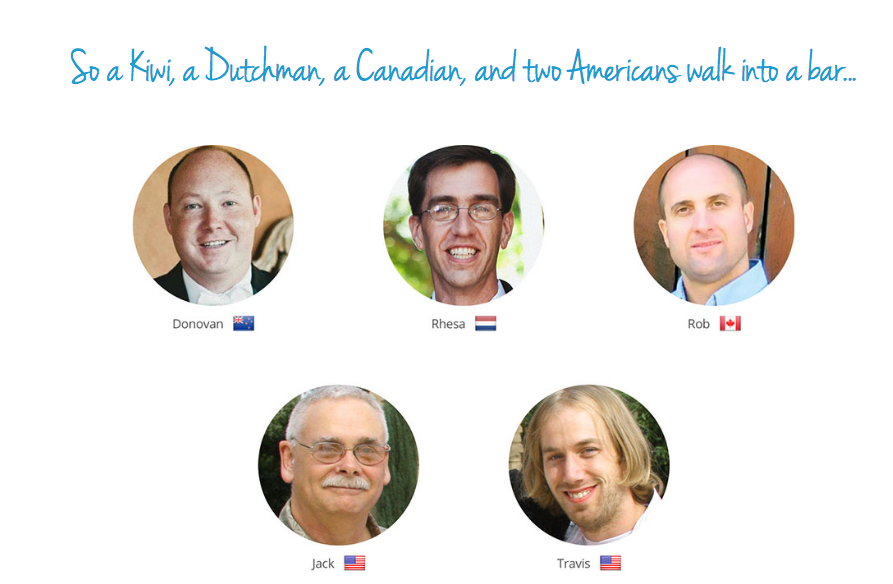 So a Kiwi, a Dutchman, a Canadian, and two Americans walk into a bar...
Donovan
Rhesa
Rob
Jack
Travis